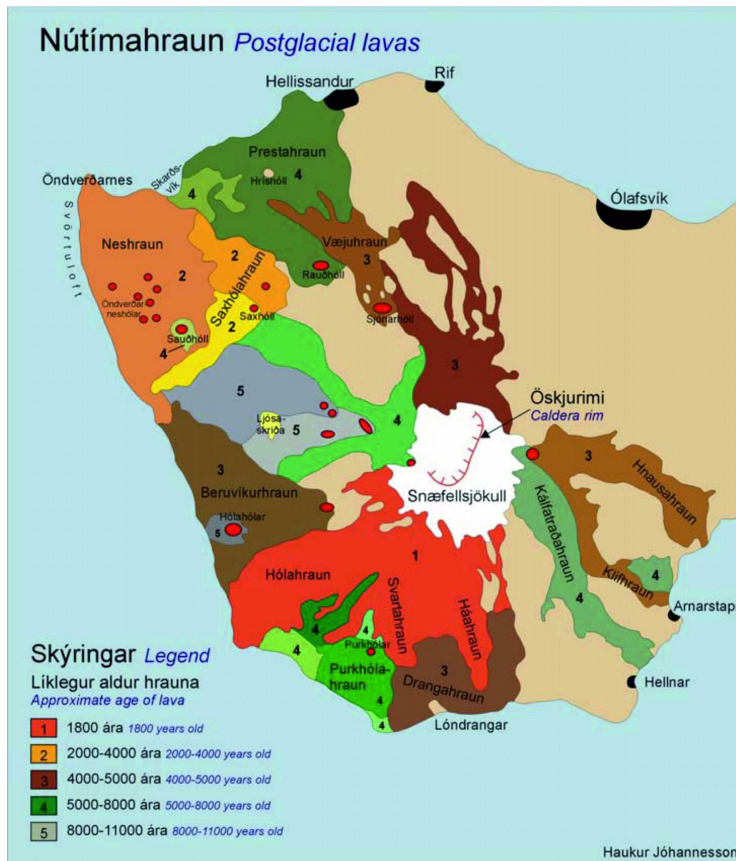 Nútímahraun Postglacial lavas
Hellissandur
Rif
Prestahraun
Hríshóll
4
Skarðs-
vík
4
Öndverðarnes
Svörtuloft
Ólafsvík
Neshraun
2
Væjuhraun
3
2
Saxhólahraun
Rauðhóll
Öndverðar-
neshólar
Saxhóll
Sjónarhóll
2
Sauðhóll
4
3
5
Öskjurimi
Caldera rim
Ljósa-
skriða
5
4
3
Hnausahraun
3
Beruvíkurhraun
Snæfellsjökull
Kálfatraðahraun
Hólahólar
5
1
Hólahraun
Svartahraun
Háahraun
Klifhraun
4
4
Arnarstapi
4
4
Purkhólar
4
Purkhóla-
hraun
3
Drangahraun
Hellnar
4
4
Lóndrangar
Skýringar Legend
Líklegur aldur hrauna
Approximate age of lava
1 1800 ára 1800 years old
2 2000-4000 ára 2000-4000 years old
3 4000-5000 ára 4000-5000 years old
4 5000-8000 ára 5000-8000 years old
5 8000-11000 ára 8000-11000 years old
Haukur Jóhannesson